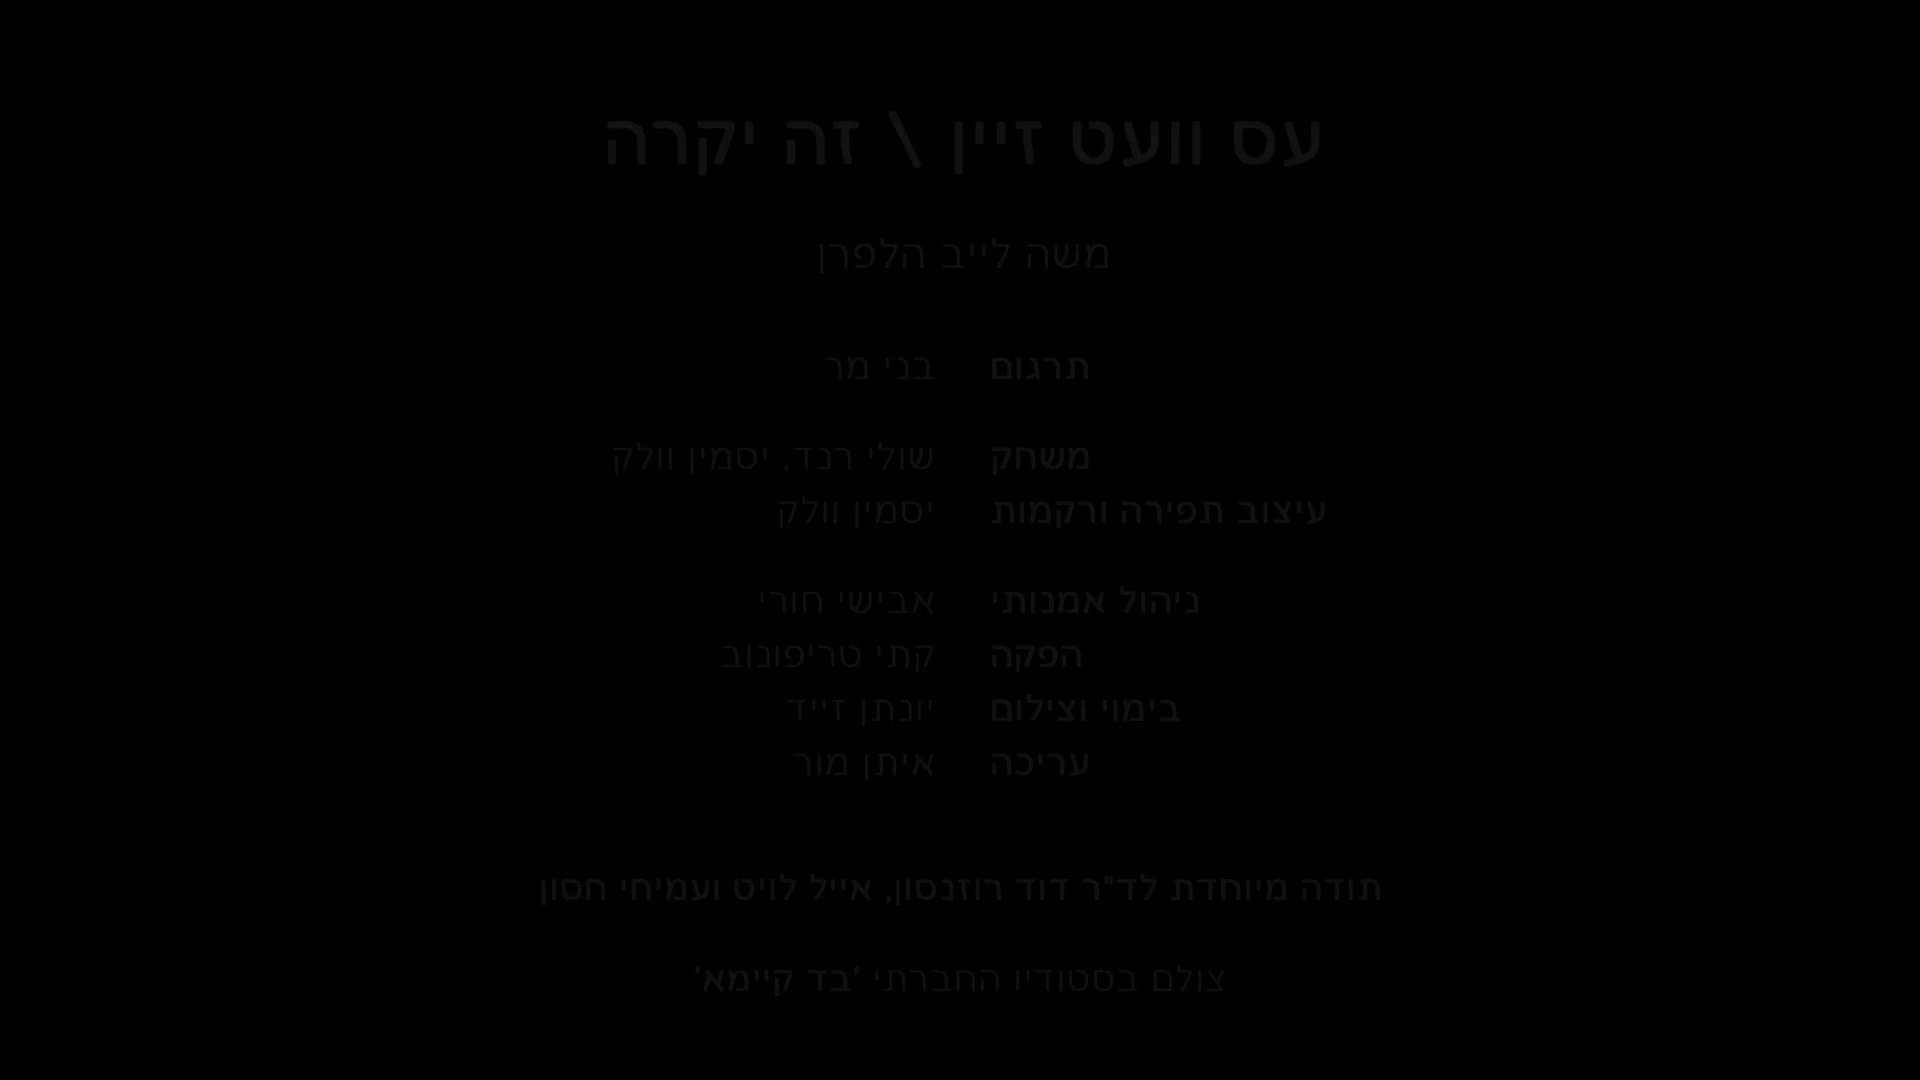 עס וועט זיין \ זה יקרה
משה לייב הלפרן
תרגום בני מר
משחק שולי רנד, יסמין וולק
עיצוב תפירה ורקמות יסמין וולק
ניהול אמנותי אבישי חורי
הפקה קתי טריפונוב
בימוי וצילום יונתן זייד
עריכה איתן מור
תודה מיוחדת לד"ר דוד רוזנסון, אייל לויט ועמיחי חסון
צולם בסטודיו החברתי 'בד קיימא'